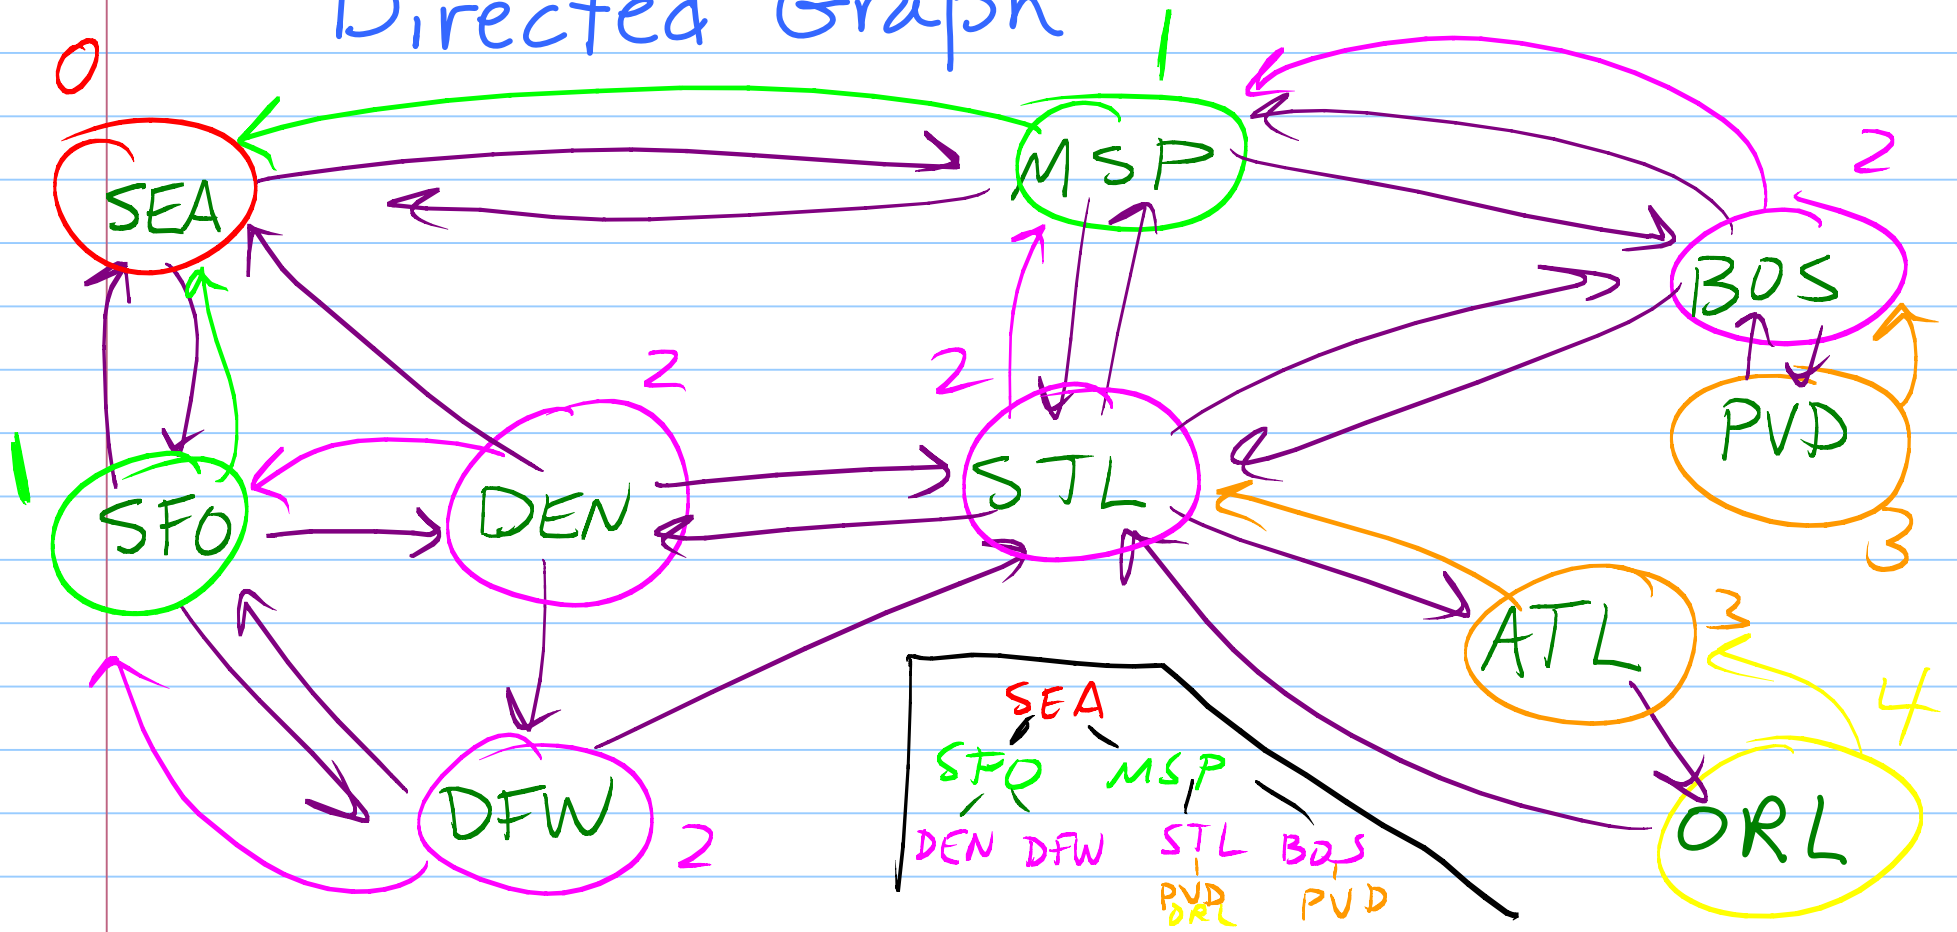 Directed Graph
0
1
SEA
MSP
2
BOS
2
2
PVD
1
SFO
DEN
STL
3
ATL
3
4
DFW
2
ORL
SEA
SFO MSP
DEN DFW STL BOS
PVD PVD
ORL